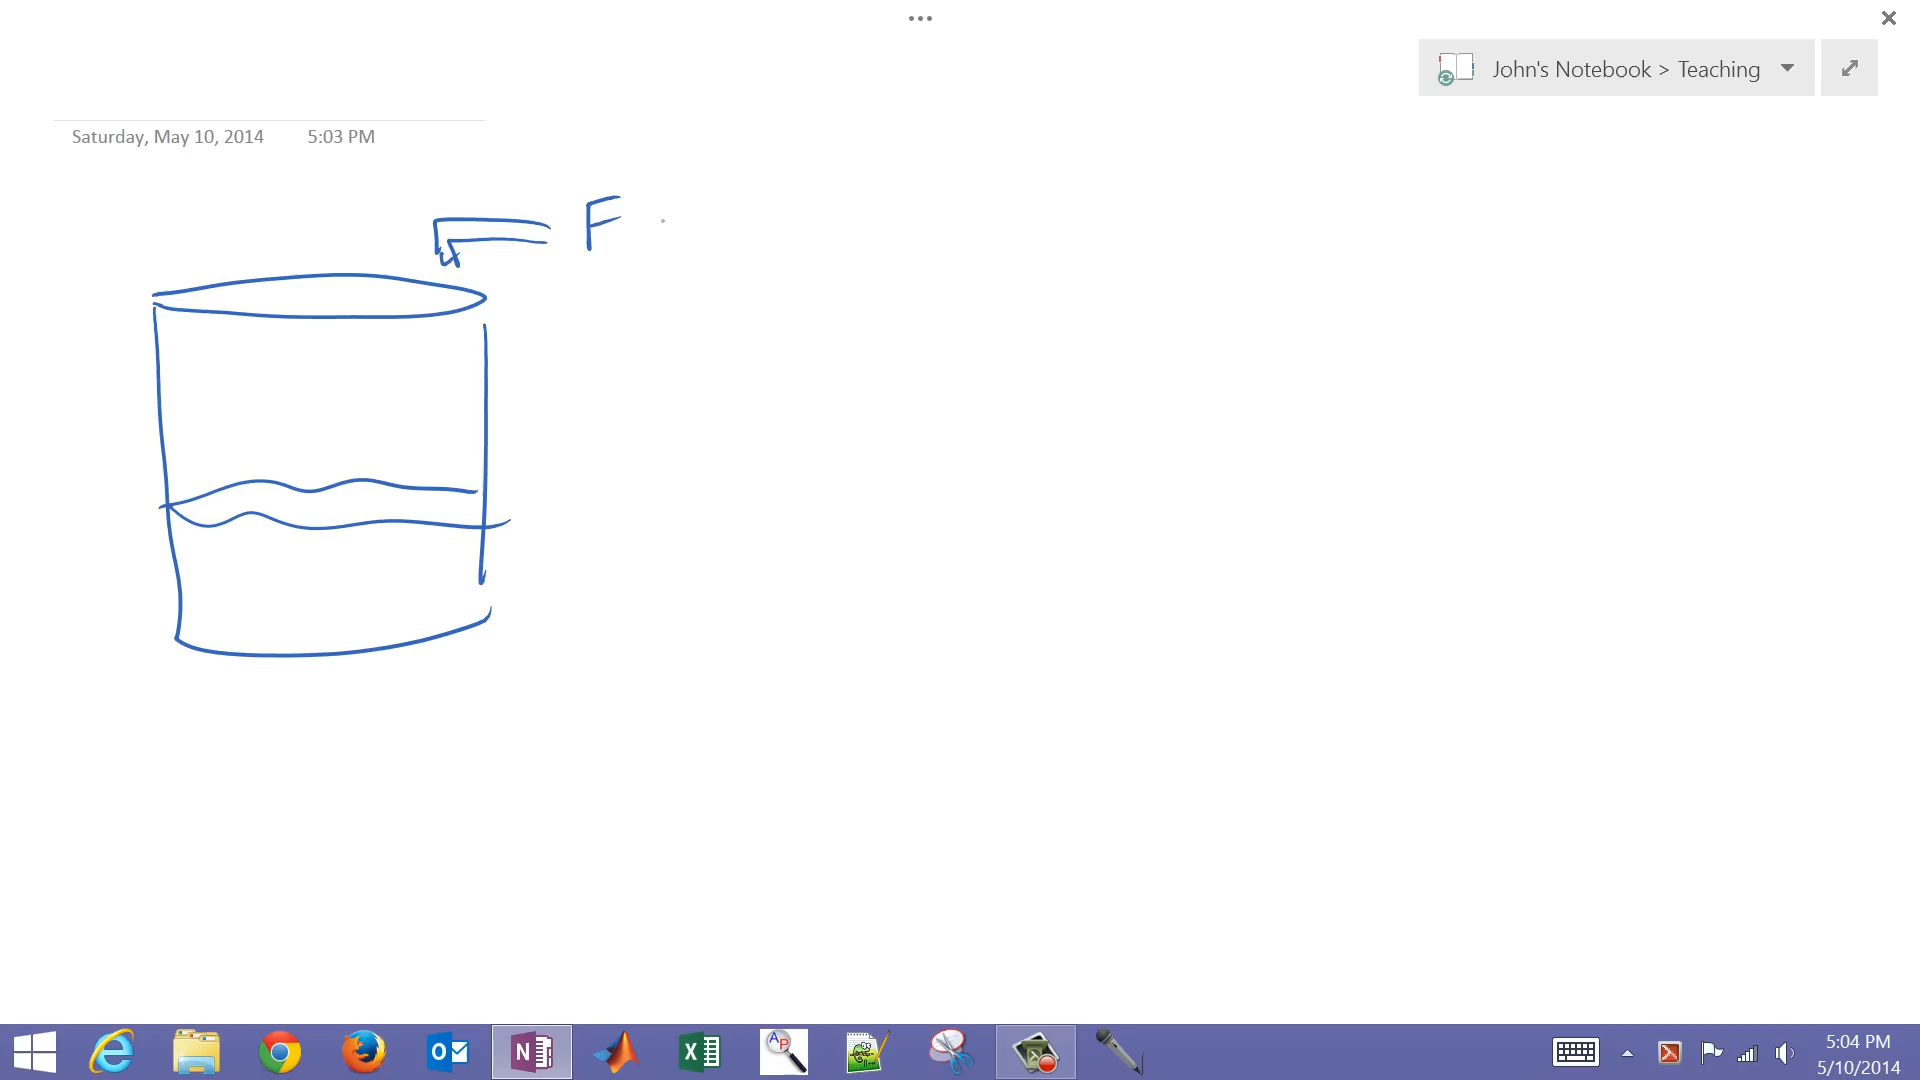 John's Notebook > Teaching
Saturday, May 10, 2014 5:03 PM
F
5:04 PM
5/10/2014